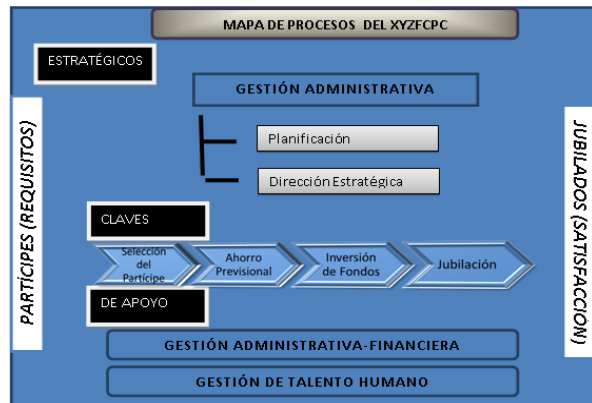 MAPA DE PROCESOS DEL XYZFCPC
ESTRATÉGICOS
GESTIÓN ADMINISTRATIVA
Planificación
Dirección Estratégica
PARTÍCIPES (REQUISITOS)
JUBILADOS (SATISFACCIÓN)
CLAVES
Selección
del
Partícipe
Ahorro
Previsional
Inversión
de Fondos
Jubilación
DE APOYO
GESTIÓN ADMINISTRATIVA-FINANCIERA
GESTIÓN DE TALENTO HUMANO